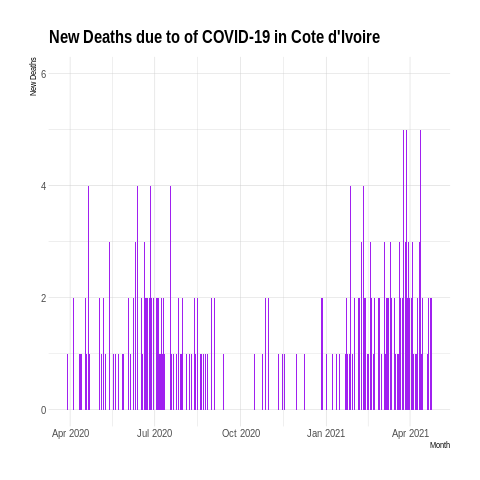 New Deaths due to of COVID-19 in Cote d'Ivoire
New Deaths
6
4
2
0
Apr 2020 Jul 2020 Oct 2020 Jan 2021 Apr 2021
Month